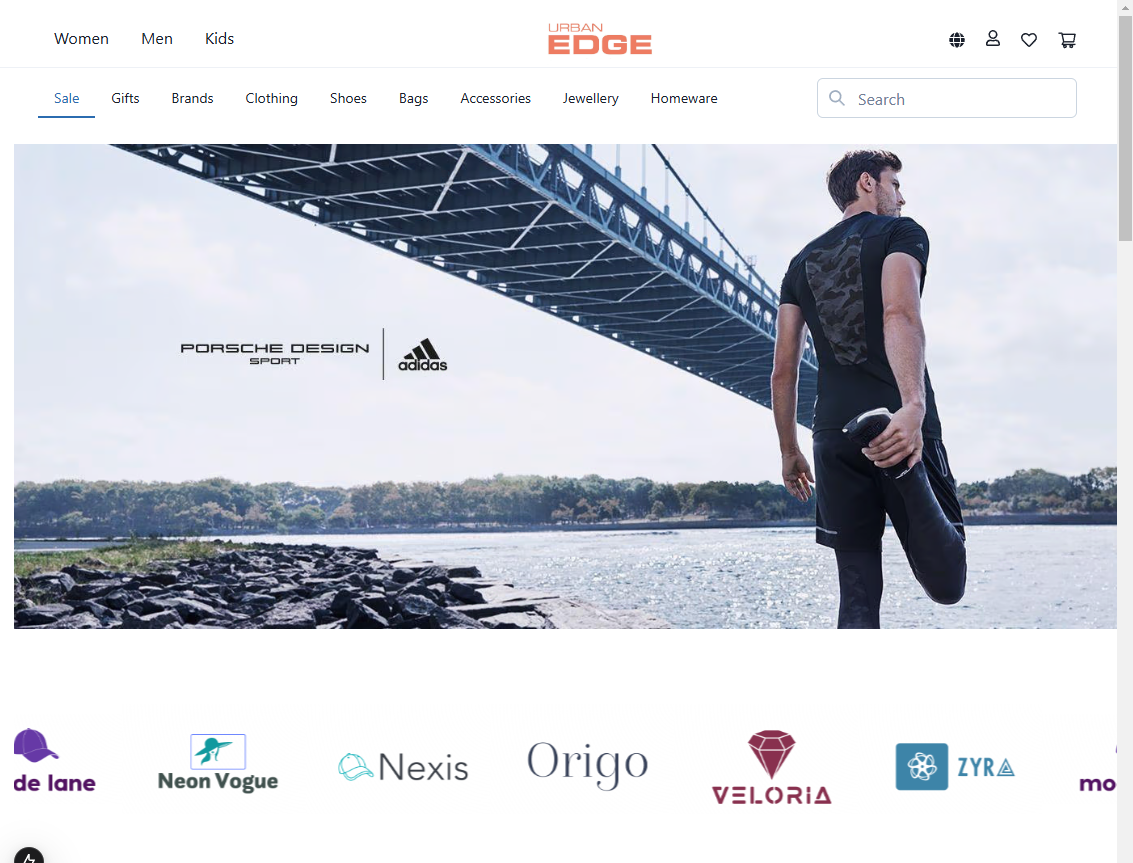 Women Men Kids
URBAN
EDGE
Sale Gifts Brands Clothing Shoes Bags Accessories Jewellery Homeware
Search
PORSCHE DESIGN
SPORT
adidas
de lane
Neon Vogue
Nexis
Origo
VELORIA
ZYRA
mo